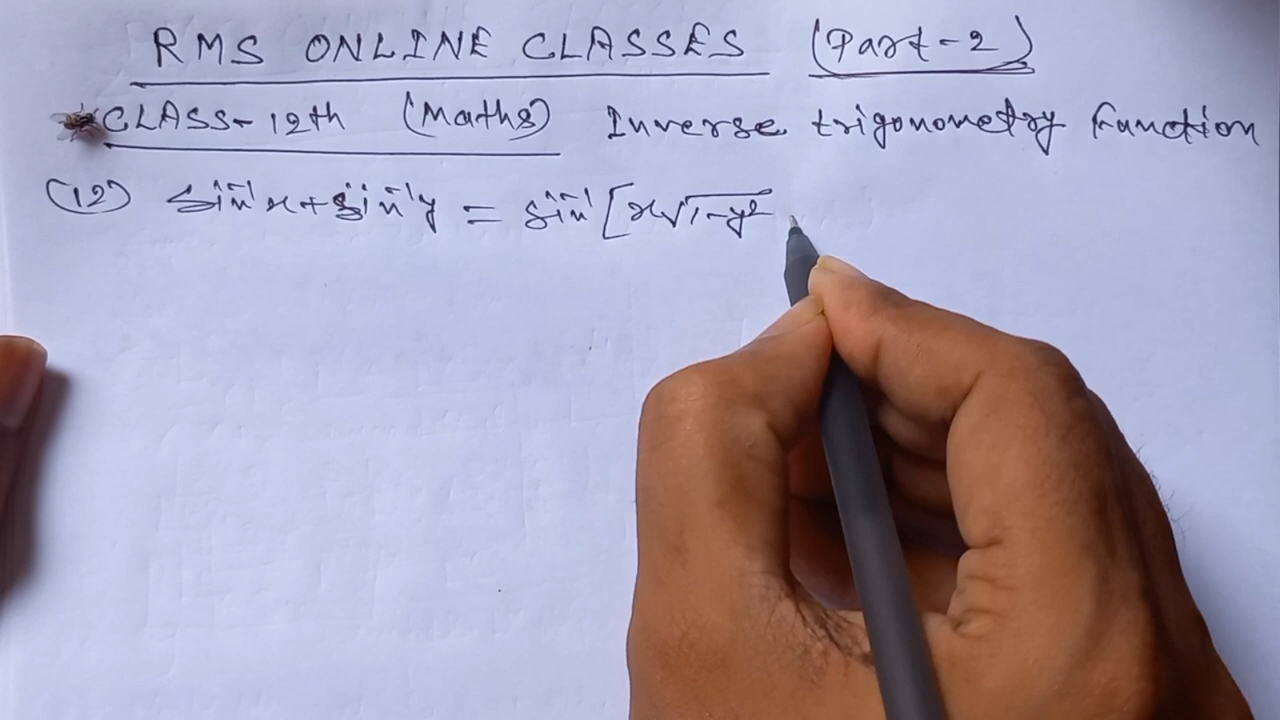 RMS ONLINE CLASSES (Part-2)
CLASS-12th (Maths) Inverse trigonometry function
(12) sin⁻¹x+sin⁻¹y = sin⁻¹[x√1-y²